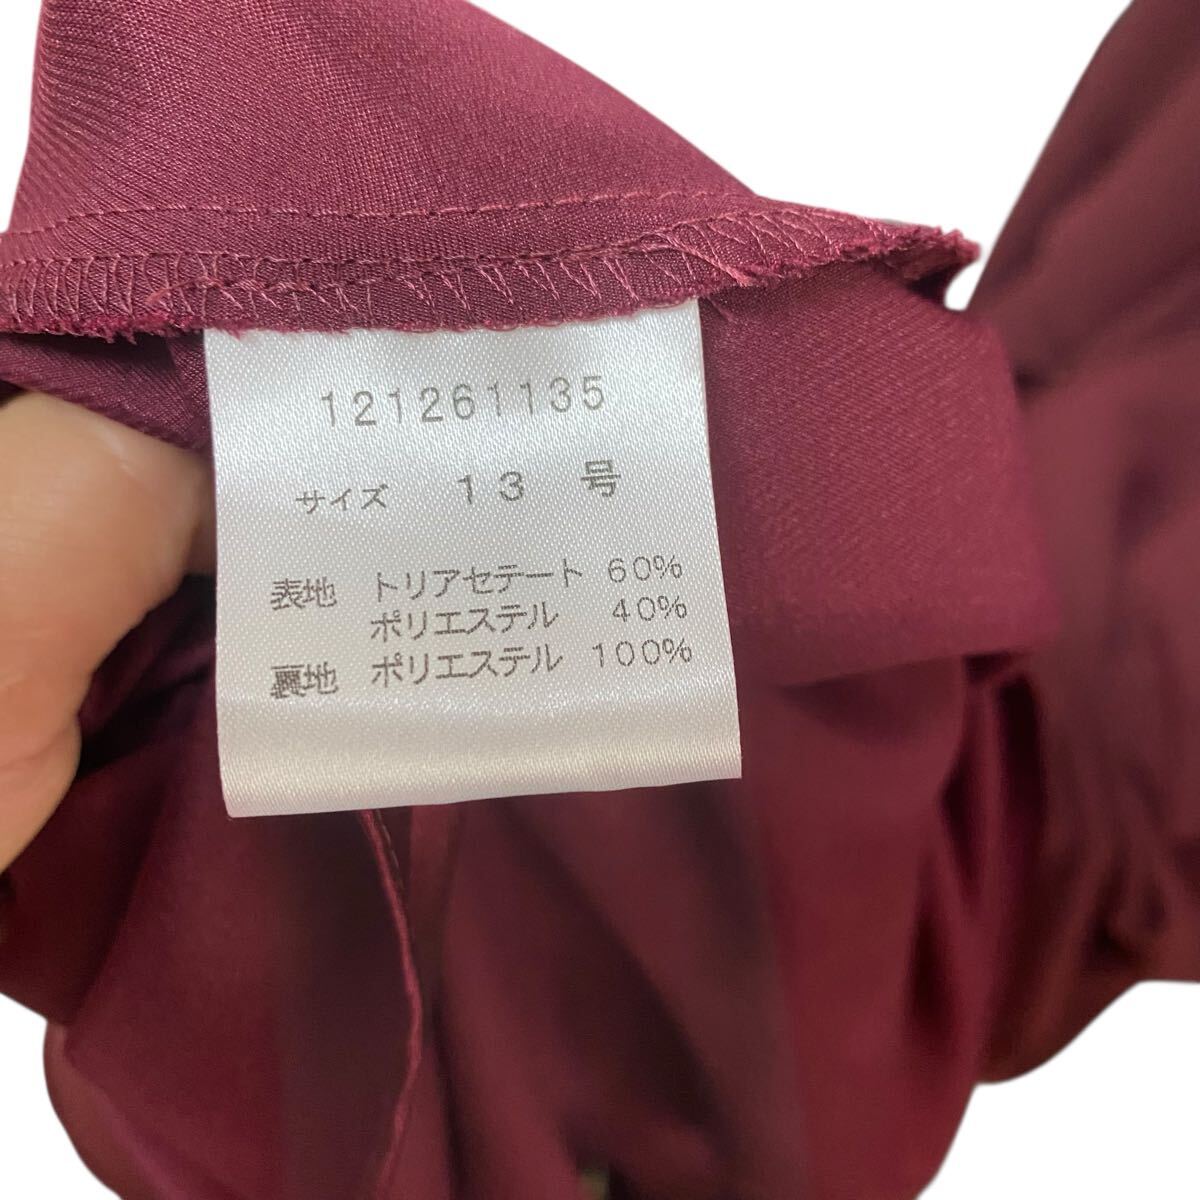 121261135
サイズ 13 号
表地 トリアセテート 60%
ポリエステル 40%
裏地 ポリエステル 100%